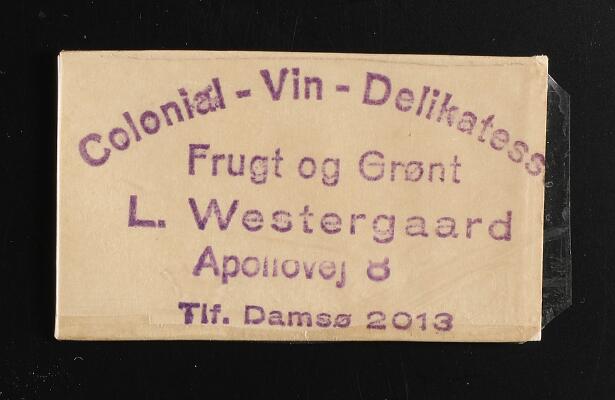 Colonial - Vin - Delikatess.
Frugt og Grønt
L. Westergaard
Apollovej 8
Tlf. Damsø 2013